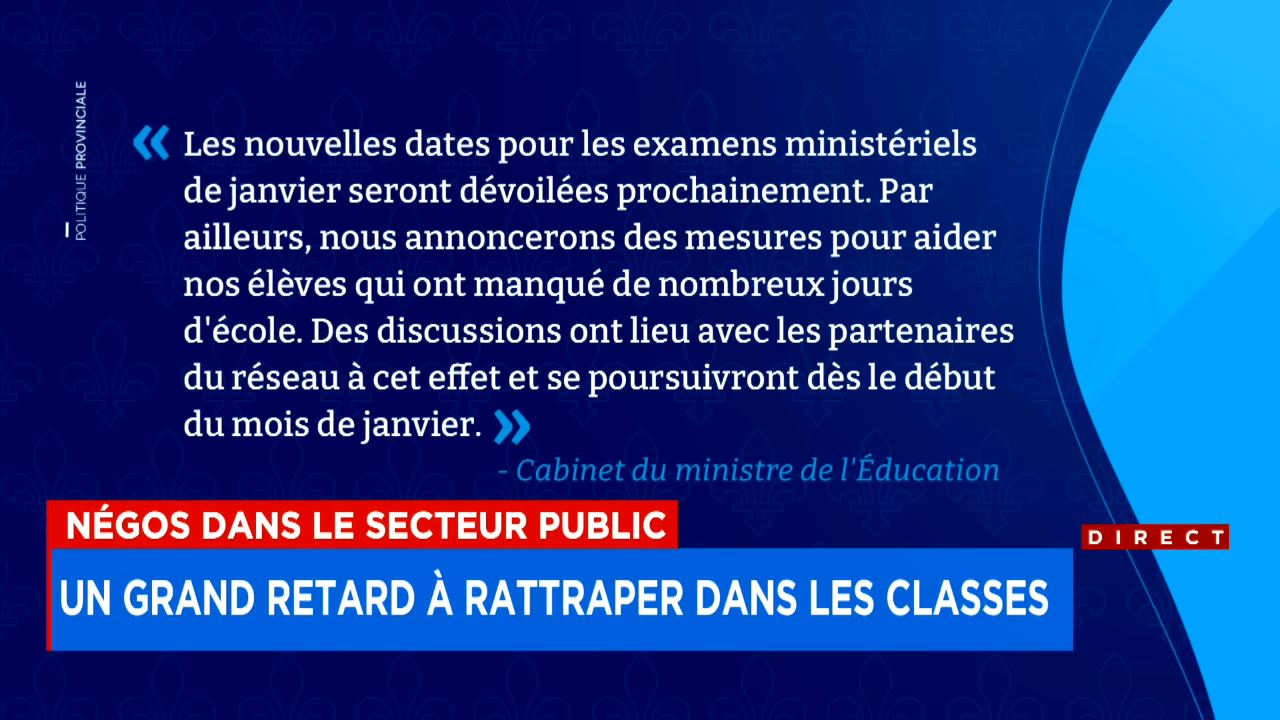 POLITIQUE PROVINCIALE
« Les nouvelles dates pour les examens ministériels
de janvier seront dévoilées prochainement. Par
ailleurs, nous annoncerons des mesures pour aider
nos élèves qui ont manqué de nombreux jours
d'école. Des discussions ont lieu avec les partenaires
du réseau à cet effet et se poursuivront dès le début
du mois de janvier. »
- Cabinet du ministre de l'Éducation
NÉGOS DANS LE SECTEUR PUBLIC
DIRECT
UN GRAND RETARD À RATTRAPER DANS LES CLASSES